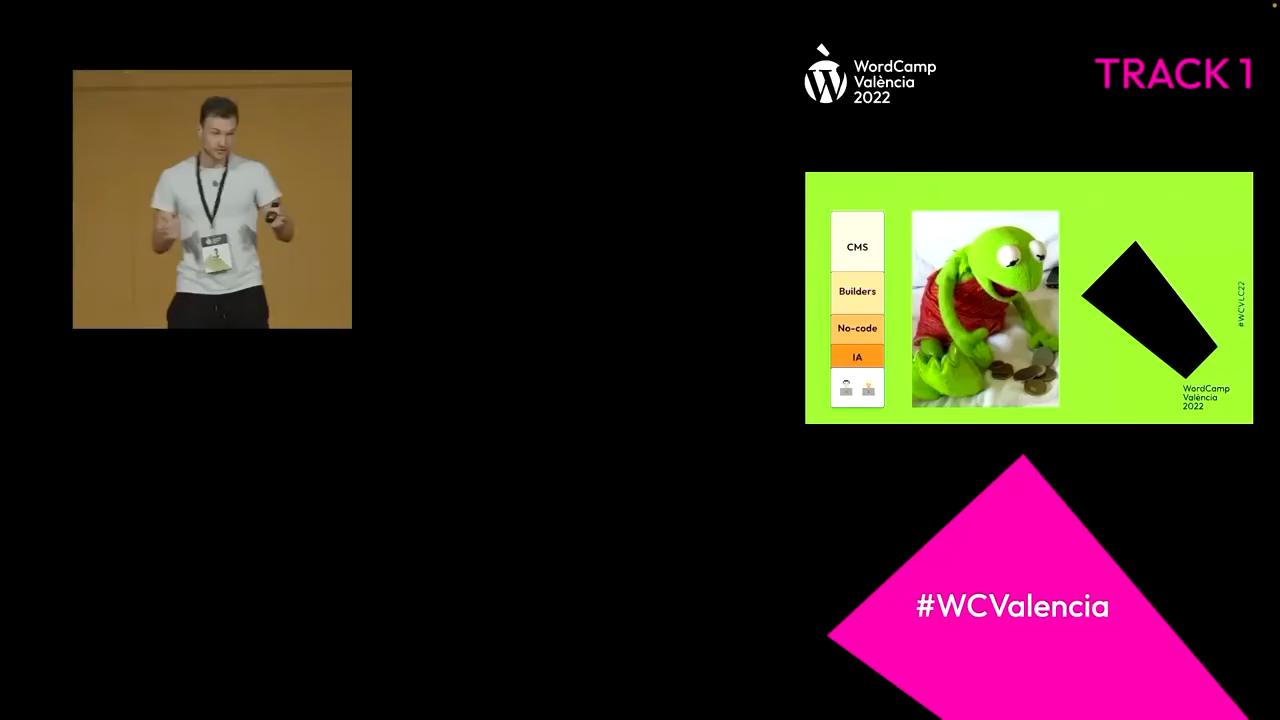 WordCamp
València
2022
TRACK 1
CMS
Builders
No-code
IA
#WCVLC22
WordCamp
València
2022
#WCValencia